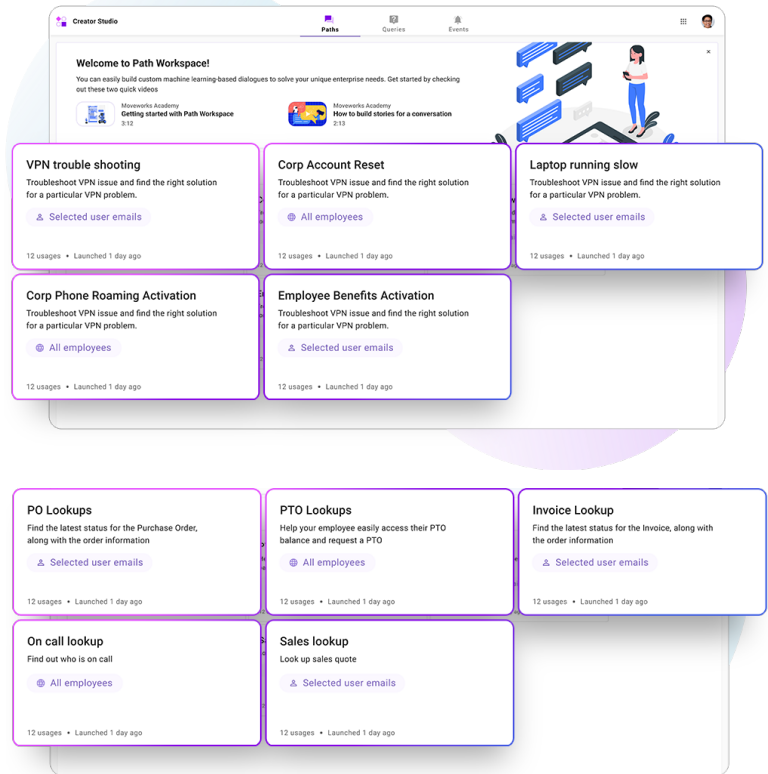 Creator Studio
Paths
Queries
Events
Welcome to Path Workspace!
You can easily build custom machine learning-based dialogues to solve your unique enterprise needs. Get started by checking
out these two quick videos
Moveworks Academy
Getting started with Path Workspace
3:12
Moveworks Academy
How to build stories for a conversation
2:13
VPN trouble shooting
Troubleshoot VPN issue and find the right solution
for a particular VPN problem.
Selected user emails
12 usages • Launched 1 day ago
Corp Account Reset
Troubleshoot VPN issue and find the right solution
for a particular VPN problem.
All employees
12 usages • Launched 1 day ago
Laptop running slow
Troubleshoot VPN issue and find the right solution
for a particular VPN problem.
Selected user emails
12 usages • Launched 1 day ago
Corp Phone Roaming Activation
Troubleshoot VPN issue and find the right solution
for a particular VPN problem.
All employees
12 usages • Launched 1 day ago
Employee Benefits Activation
Troubleshoot VPN issue and find the right solution
for a particular VPN problem.
Selected user emails
12 usages • Launched 1 day ago
PO Lookups
Find the latest status for the Purchase Order,
along with the order information
Selected user emails
12 usages • Launched 1 day ago
PTO Lookups
Help your employee easily access their PTO
balance and request a PTO
All employees
12 usages • Launched 1 day ago
Invoice Lookup
Find the latest status for the Invoice, along with
the order information
Selected user emails
12 usages • Launched 1 day ago
On call lookup
Find out who is on call
All employees
12 usages • Launched 1 day ago
Sales lookup
Look up sales quote
Selected user emails
12 usages • Launched 1 day ago